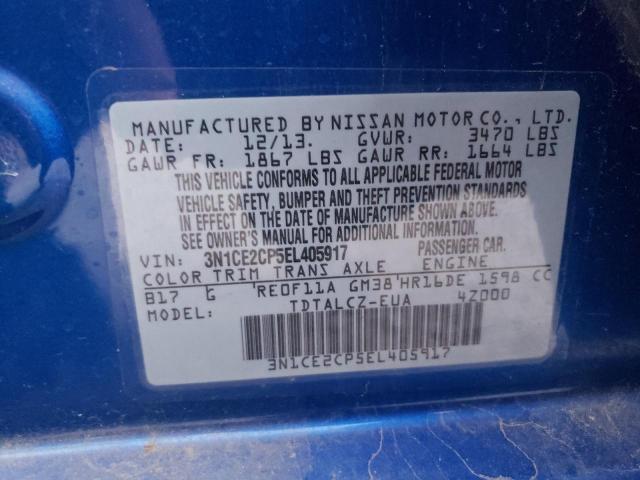 MANUFACTURED BY NISSAN MOTOR CO., LTD.
DATE: 12/13. GVWR: 3470 LBS
GAWR FR: 1867 LBS GAWR RR: 1664 LBS
THIS VEHICLE CONFORMS TO ALL APPLICABLE FEDERAL MOTOR
VEHICLE SAFETY, BUMPER AND THEFT PREVENTION STANDARDS
IN EFFECT ON THE DATE OF MANUFACTURE SHOWN ABOVE.
SEE OWNER'S MANUAL FOR ADDITIONAL INFORMATION.
VIN: 3N1CE2CP5EL405917 PASSENGER CAR.
COLOR TRIM TRANS AXLE ENGINE
B17 G RE0F11A GM38 HR16DE 1598 CC
MODEL: TDTALCZ-EUA 4Z000
3N1CE2CP5EL405917